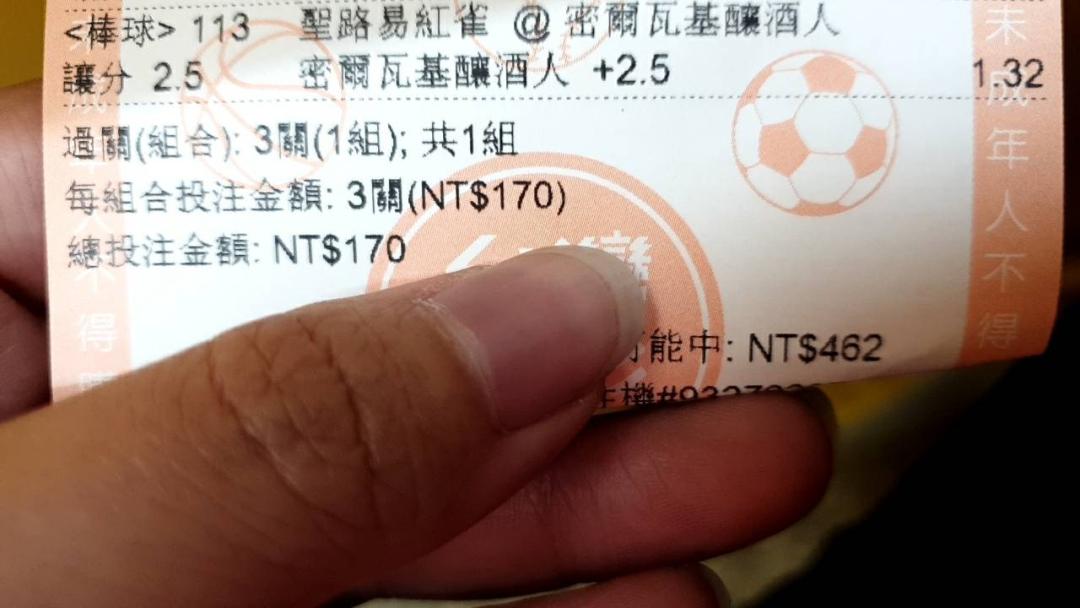 <棒球> 113 聖路易紅雀 @ 密爾瓦基釀酒人
讓分 2.5 密爾瓦基釀酒人 +2.5 1.32
過關(組合): 3關(1組); 共1組
每組合投注金額: 3關(NT$170)
總投注金額: NT$170
能中: NT$462
未成年人不得
得